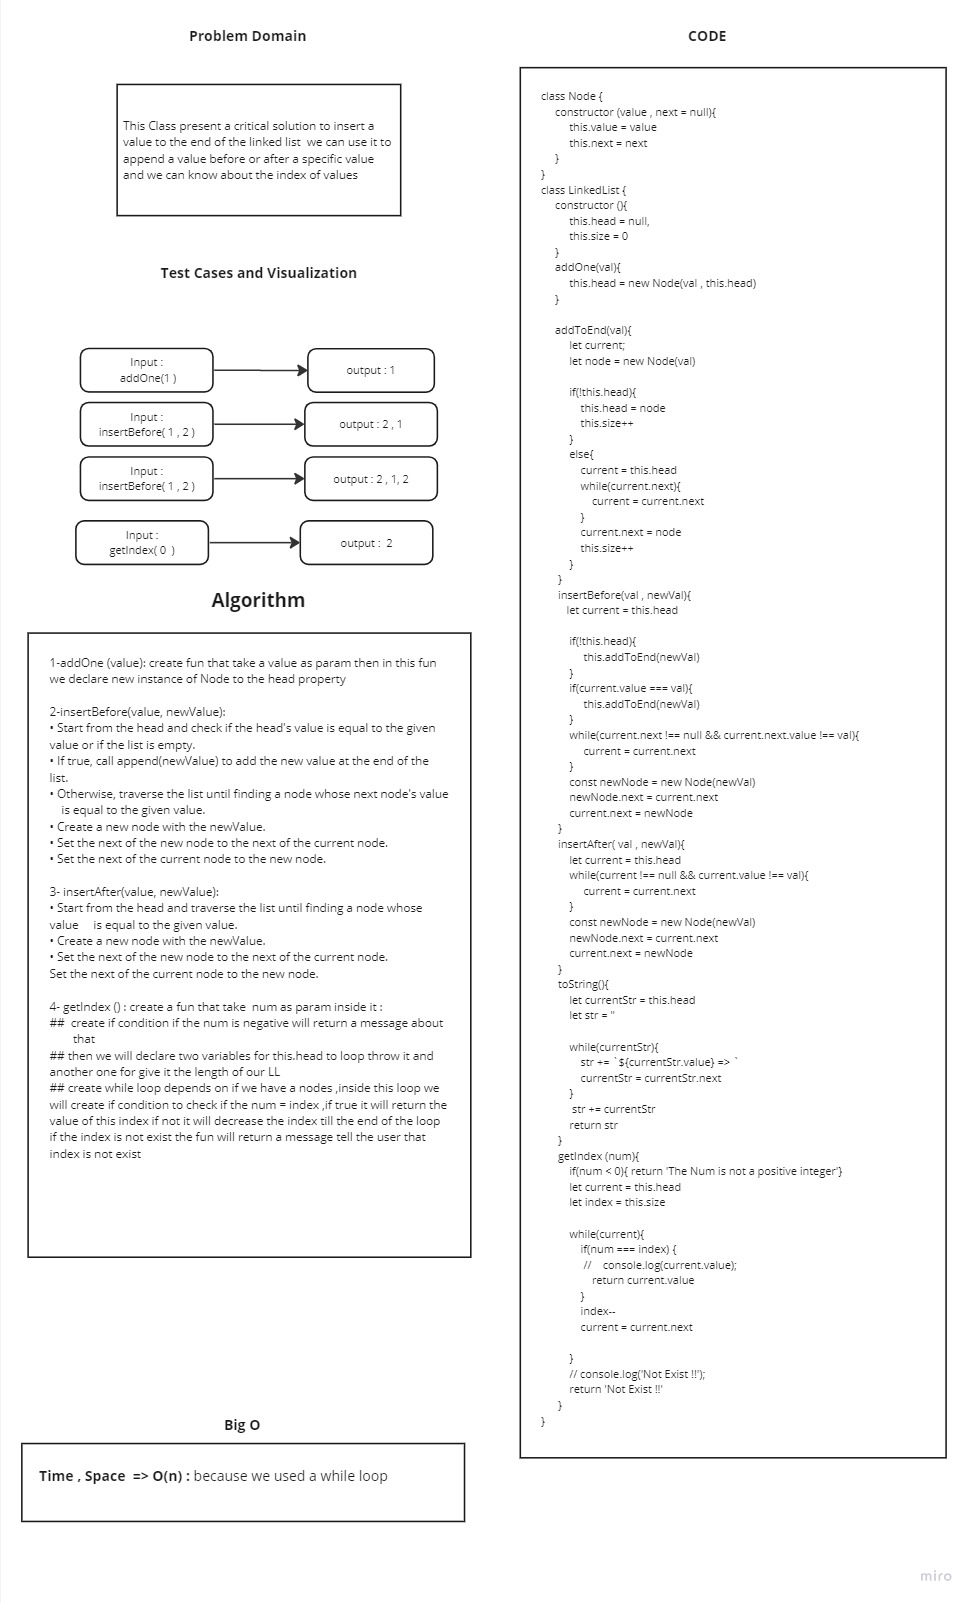 Problem Domain
This Class present a critical solution to insert a
value to the end of the linked list  we can use it to
append a value before or after a specific value
and we can know about the index of values
Test Cases and Visualization
Input :
addOne(1 )
output : 1
Input :
insertBefore( 1 , 2 )
output : 2 , 1
Input :
insertBefore( 1 , 2 )
output : 2 , 1, 2
Input :
getIndex( 0  )
output :  2
Algorithm
1-addOne (value): create fun that take a value as param then in this fun
we declare new instance of Node to the head property
2-insertBefore(value, newValue):
• Start from the head and check if the head's value is equal to the given
value or if the list is empty.
• If true, call append(newValue) to add the new value at the end of the
list.
• Otherwise, traverse the list until finding a node whose next node's value
is equal to the given value.
• Create a new node with the newValue.
• Set the next of the new node to the next of the current node.
• Set the next of the current node to the new node.
3- insertAfter(value, newValue):
• Start from the head and traverse the list until finding a node whose
value     is equal to the given value.
• Create a new node with the newValue.
• Set the next of the new node to the next of the current node.
Set the next of the current node to the new node.
4- getIndex () : create a fun that take  num as param inside it :
##  create if condition if the num is negative will return a message about
that
## then we will declare two variables for this.head to loop throw it and
another one for give it the length of our LL
## create while loop depends on if we have a nodes ,inside this loop we
will create if condition to check if the num = index ,if true it will return the
value of this index if not it will decrease the index till the end of the loop
if the index is not exist the fun will return a message tell the user that
index is not exist
Big O
Time , Space  => O(n) : because we used a while loop
CODE
class Node {
constructor (value , next = null){
this.value = value
this.next = next
}
}
class LinkedList {
constructor (){
this.head = null,
this.size = 0
}
addOne(val){
this.head = new Node(val , this.head)
}
addToEnd(val){
let current;
let node = new Node(val)
if(!this.head){
this.head = node
this.size++
}
else{
current = this.head
while(current.next){
current = current.next
}
current.next = node
this.size++
}
}
insertBefore(val , newVal){
let current = this.head
if(!this.head){
this.addToEnd(newVal)
}
if(current.value === val){
this.addToEnd(newVal)
}
while(current.next !== null && current.next.value !== val){
current = current.next
}
const newNode = new Node(newVal)
newNode.next = current.next
current.next = newNode
}
insertAfter( val , newVal){
let current = this.head
while(current !== null && current.value !== val){
current = current.next
}
const newNode = new Node(newVal)
newNode.next = current.next
current.next = newNode
}
toString(){
let currentStr = this.head
let str = ''
while(currentStr){
str += `${currentStr.value} => `
currentStr = currentStr.next
}
str += currentStr
return str
}
getIndex (num){
if(num < 0){ return 'The Num is not a positive integer'}
let current = this.head
let index = this.size
while(current){
if(num === index) {
//    console.log(current.value);
return current.value
}
index--
current = current.next
}
// console.log('Not Exist !!');
return 'Not Exist !!'
}
}
miro